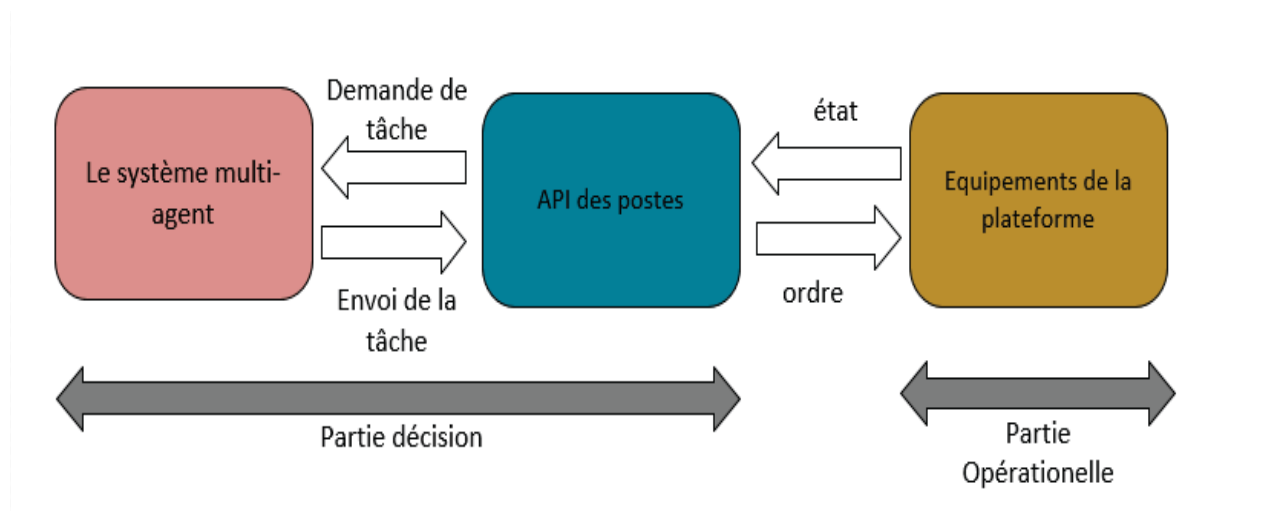 Demande de
tâche
état
Le système multi-
agent
API des postes
Equipements de la
plateforme
Envoi de la
tâche
ordre
Partie décision
Partie
Opérationelle